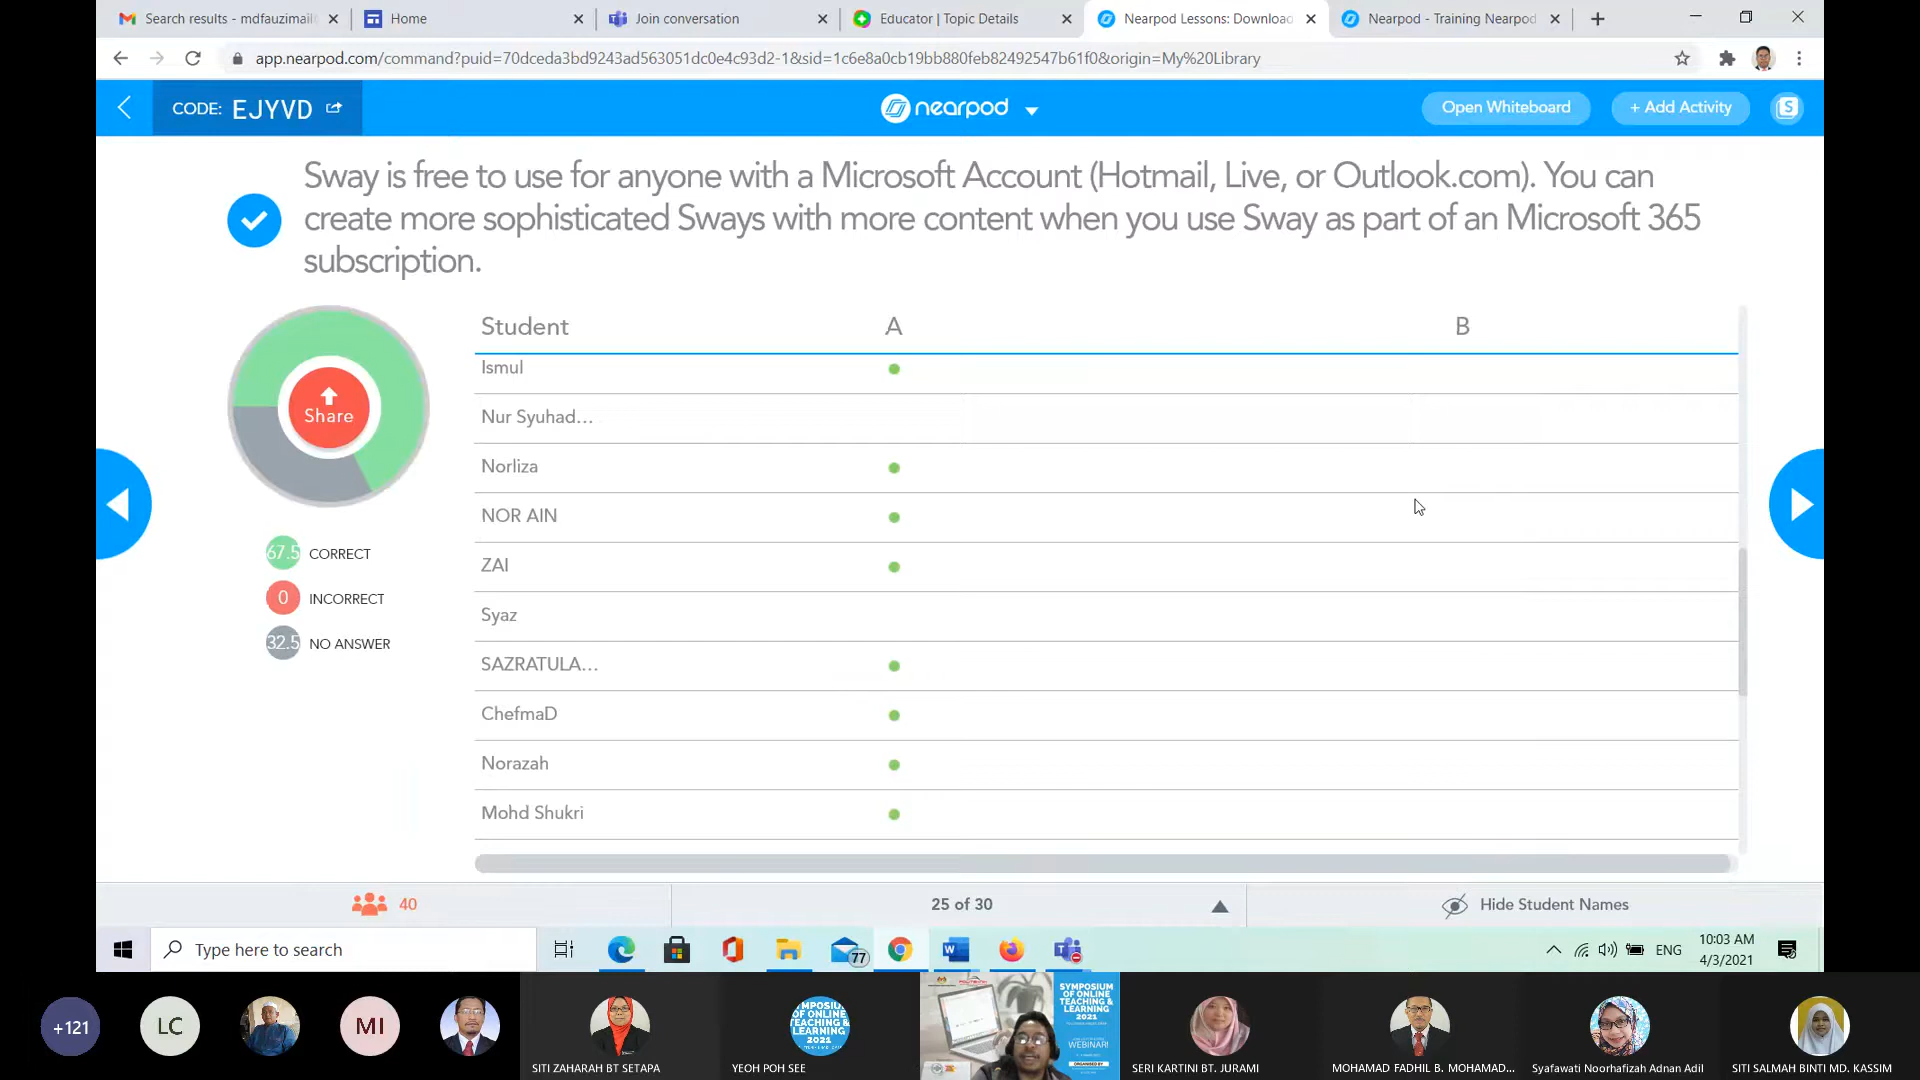 Search results - mdfauzimail
Home
Join conversation
Educator | Topic Details
Nearpod Lessons: Download
Nearpod - Training Nearpod
app.nearpod.com/command?puid=70dceda3bd9243ad563051dc0e4c93d2-1&sid=1c6e8a0cb19bb880feb82492547b61f0&origin=My%20Library
CODE: EJYVD
nearpod
Open Whiteboard
+ Add Activity
S
Sway is free to use for anyone with a Microsoft Account (Hotmail, Live, or Outlook.com). You can
create more sophisticated Sways with more content when you use Sway as part of an Microsoft 365
subscription.
Share
67.5 CORRECT
0 INCORRECT
32.5 NO ANSWER
Student A B
Ismul
Nur Syuhad...
Norliza
NOR AIN
ZAI
Syaz
SAZRATULA...
ChefmaD
Norazah
Mohd Shukri
40
25 of 30
Hide Student Names
Type here to search
77
W
ENG
10:03 AM
4/3/2021
+121
LC
MI
SITI ZAHARAH BT SETAPA
YEOH POH SEE
SYMPOSIUM
OF ONLINE
TEACHING &
LEARNING
2021
WEBINAR!
SERI KARTINI BT. JURAMI
MOHAMAD FADHIL B. MOHAMAD...
Syafawati Noorhafizah Adnan Adil
SITI SALMAH BINTI MD. KASSIM